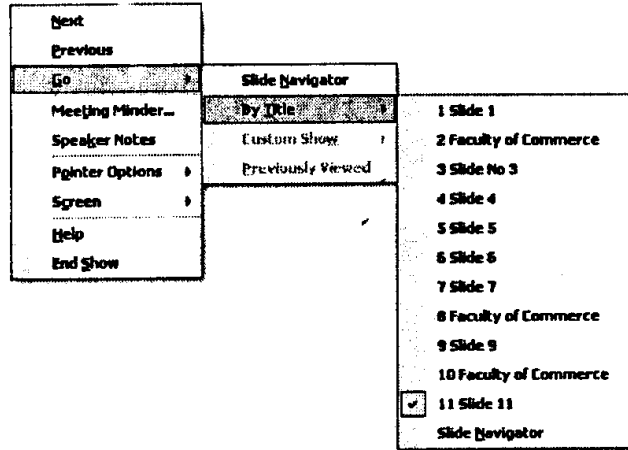 Next
Previous
Go
Meeting Minder...
Speaker Notes
Pointer Options
Screen
Help
End Show
Slide Navigator
By Title
Custom Show
Previously Viewed
1 Slide 1
2 Faculty of Commerce
3 Slide No 3
4 Slide 4
5 Slide 5
6 Slide 6
7 Slide 7
8 Faculty of Commerce
9 Slide 9
10 Faculty of Commerce
11 Slide 11
Slide Navigator